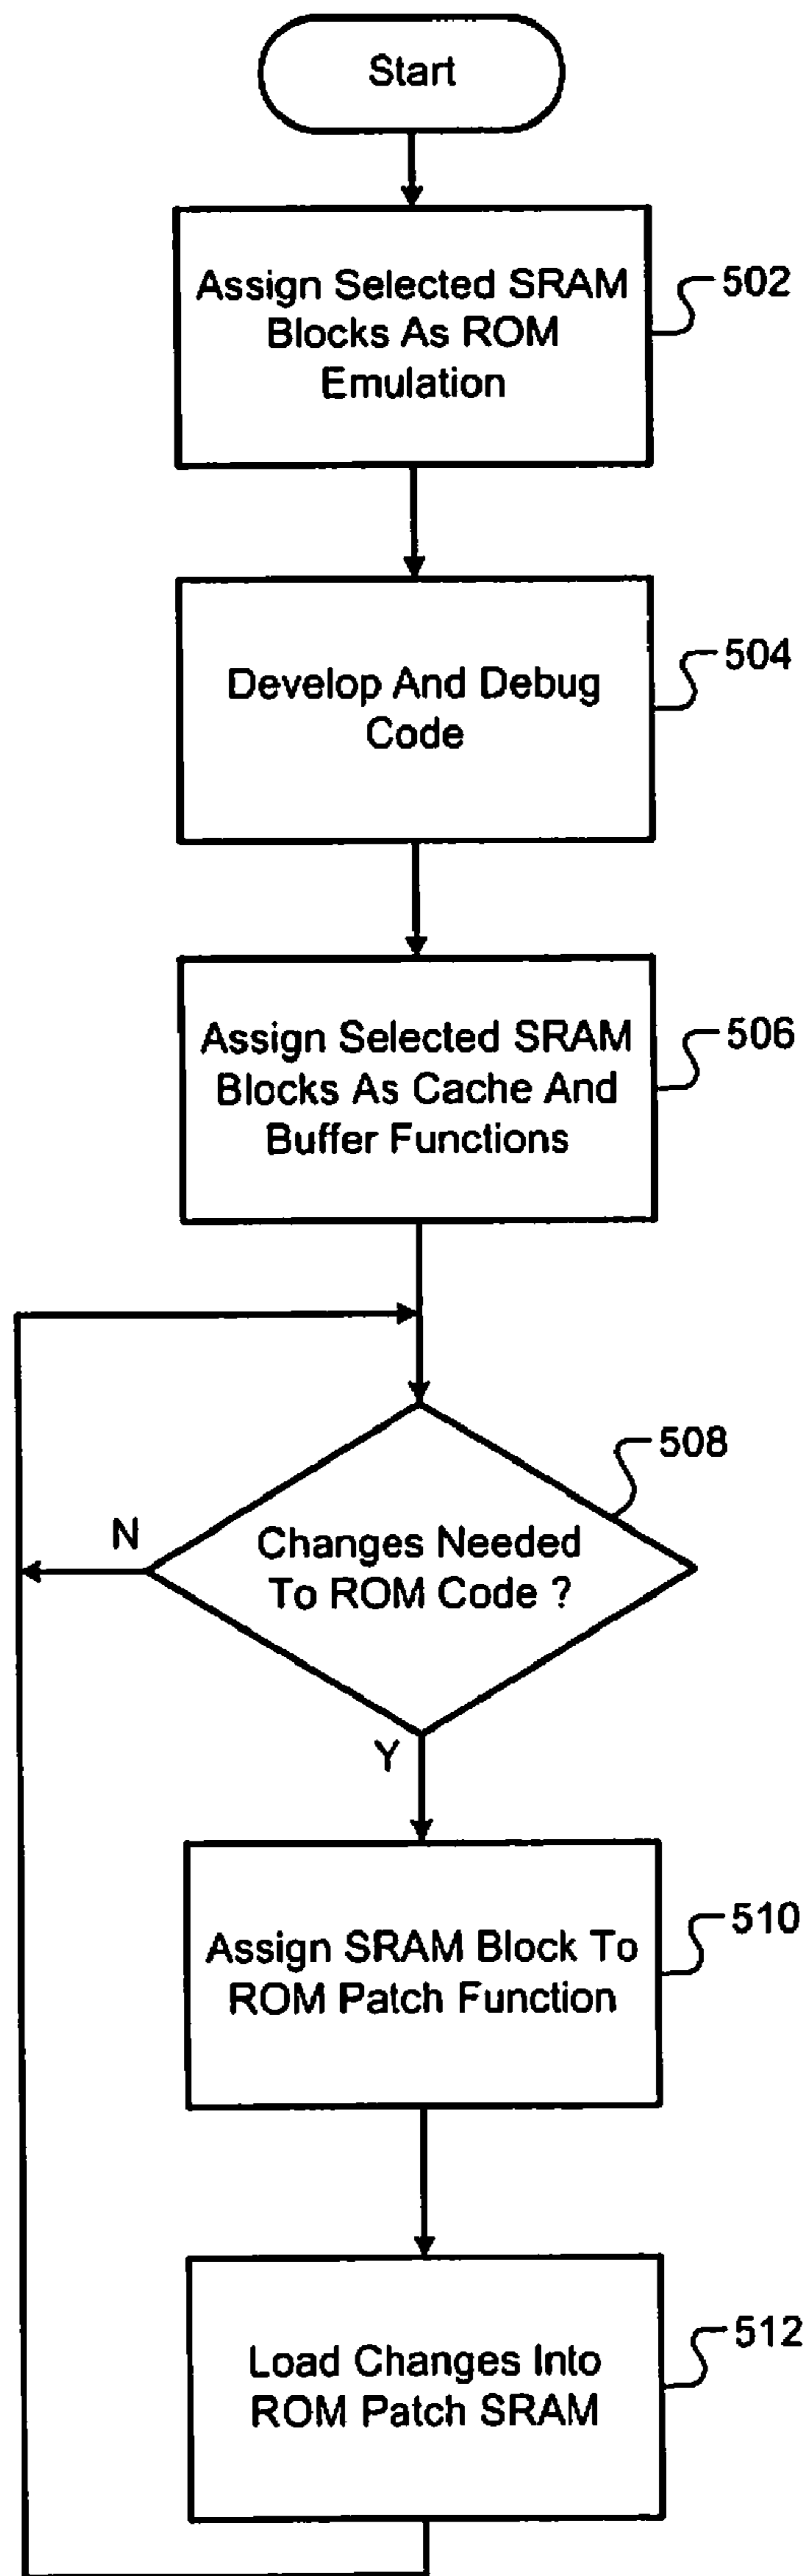 Start
Assign Selected SRAM
Blocks As ROM
Emulation
502
Develop And Debug
Code
504
Assign Selected SRAM
Blocks As Cache And
Buffer Functions
506
Changes Needed
To ROM Code ?
508
N
Y
Assign SRAM Block To
ROM Patch Function
510
Load Changes Into
ROM Patch SRAM
512